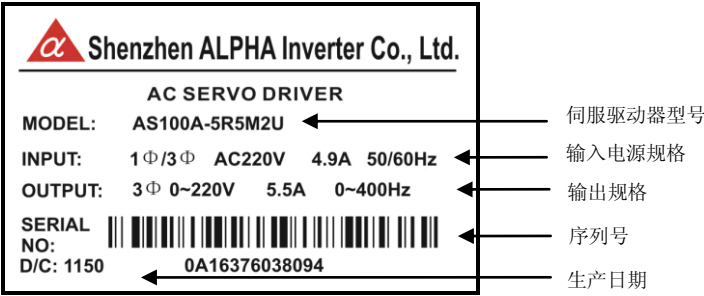 α Shenzhen ALPHA Inverter Co., Ltd.
AC SERVO DRIVER
MODEL: AS100A-5R5M2U 伺服驱动器型号
INPUT: 1Φ/3Φ AC220V 4.9A 50/60Hz 输入电源规格
OUTPUT: 3Φ 0~220V 5.5A 0~400Hz 输出规格
SERIAL NO: 序列号
D/C: 1150 0A16376038094 生产日期